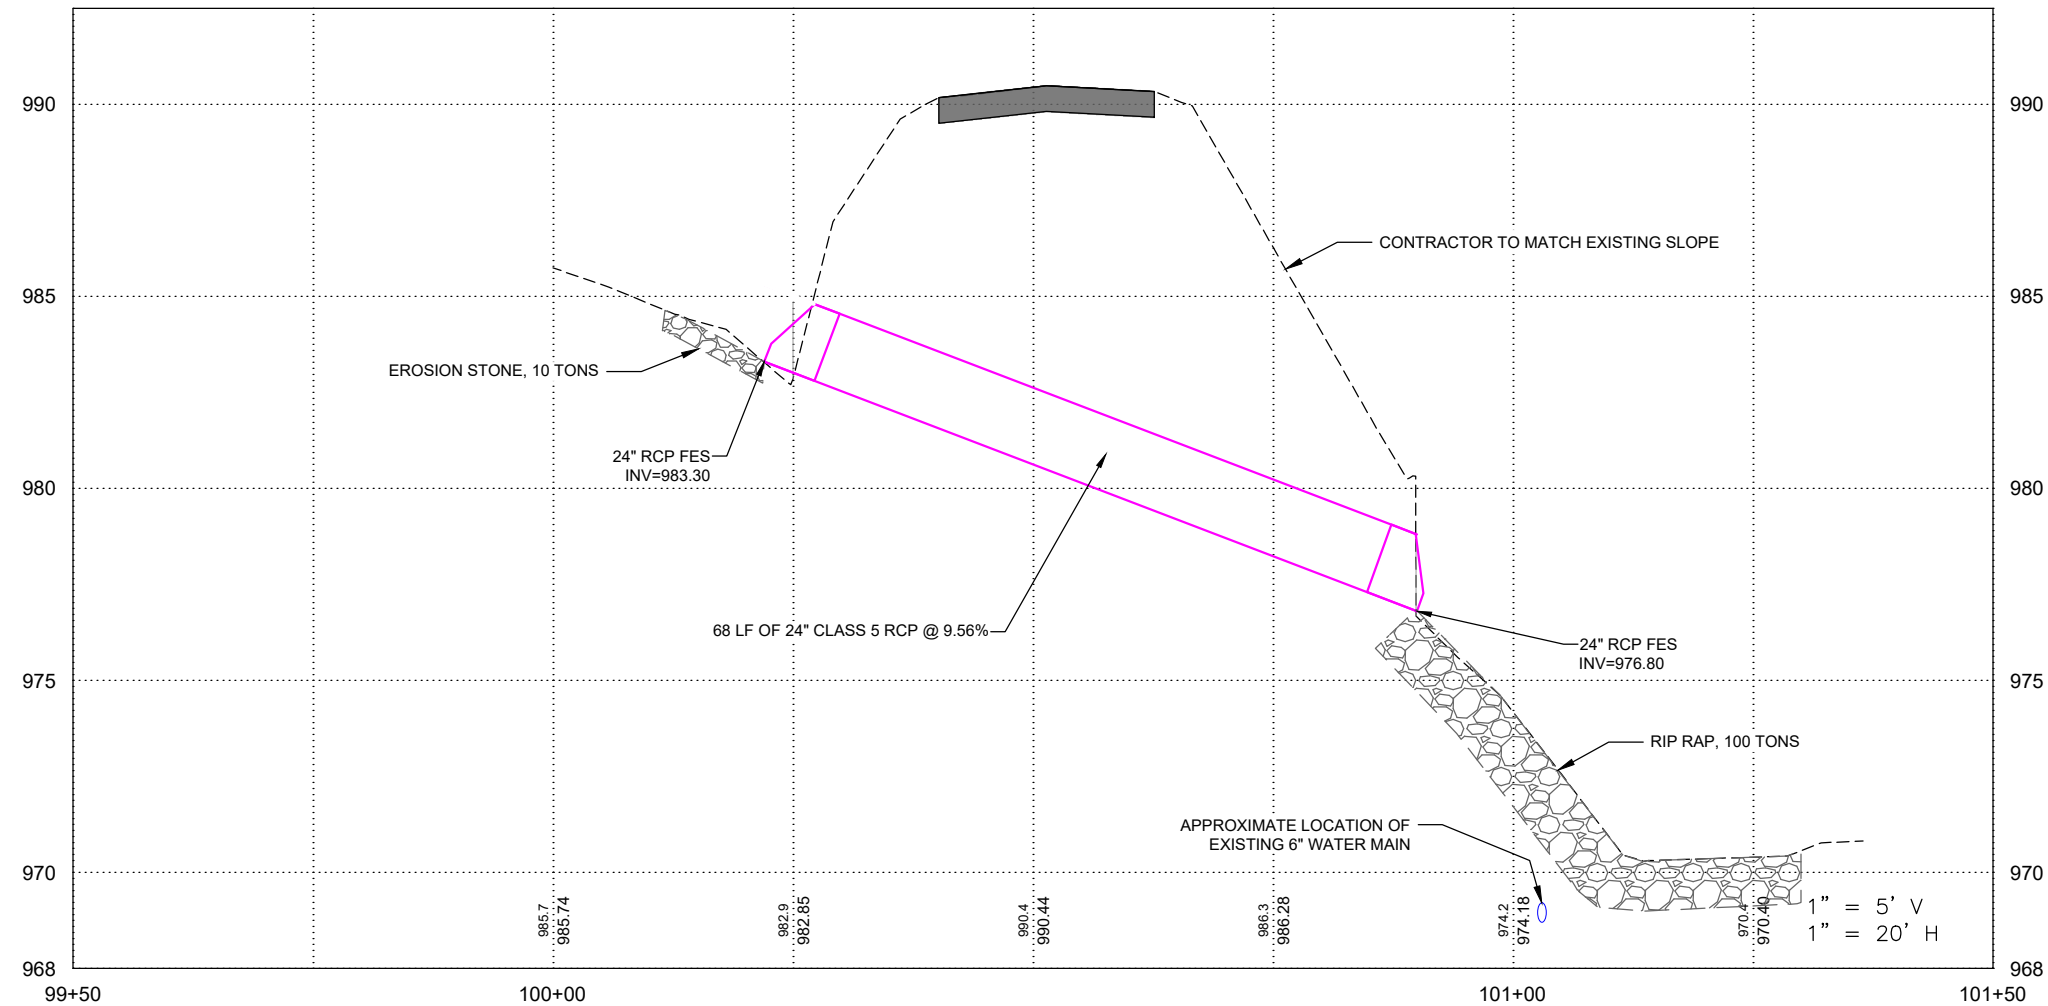 990
990
CONTRACTOR TO MATCH EXISTING SLOPE
985
985
EROSION STONE, 10 TONS
24" RCP FES
INV=983.30
980
980
68 LF OF 24" CLASS 5 RCP @ 9.56%
24" RCP FES
INV=976.80
975
975
RIP RAP, 100 TONS
APPROXIMATE LOCATION OF
EXISTING 6" WATER MAIN
970
970
985.7
985.74
982.9
982.85
990.4
990.44
986.3
986.28
974.2
974.18
970.4
970.40
1" = 5' V
1" = 20' H
968
968
99+50
100+00
101+00
101+50